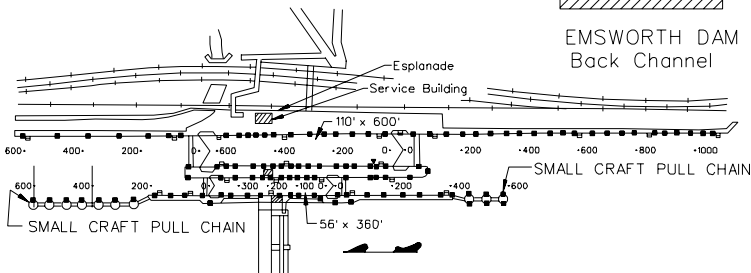 EMSWORTH DAM
Back Channel
Esplanade
Service Building
110' x 600'
600· 400· 200· ·0· ·600 ·400 ·200 ·0· ·200 ·400 ·600 ·800 ·1000
SMALL CRAFT PULL CHAIN
600· 400· 200· ·0· ·200 ·100 0· ·200 ·400 ·600
56' x 360'
SMALL CRAFT PULL CHAIN